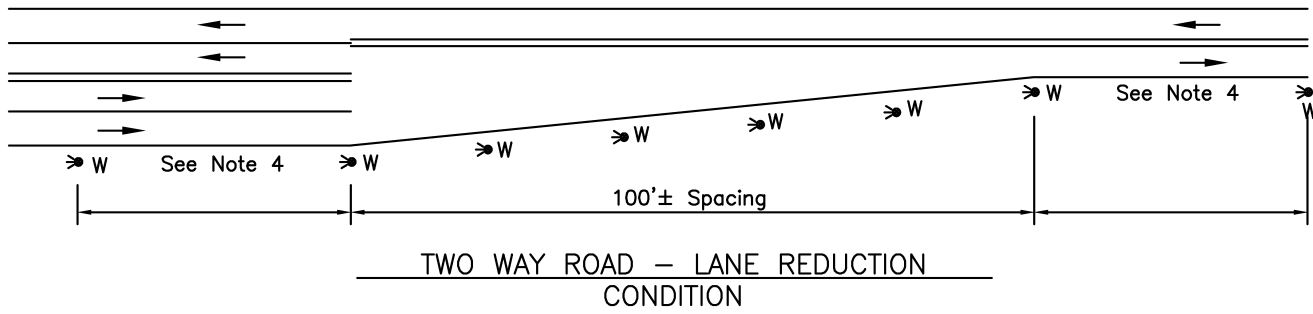 W
See Note 4
W
W
W
W
W
W
See Note 4
W
100'± Spacing
TWO WAY ROAD – LANE REDUCTION
CONDITION